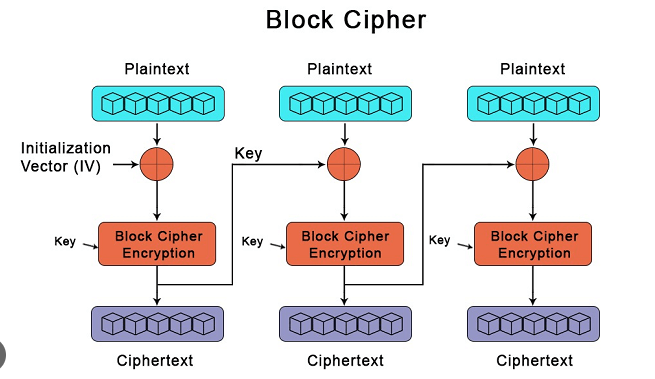 Block Cipher
Plaintext
Plaintext
Plaintext
Initialization
Vector (IV)
Key
Key
Block Cipher
Encryption
Key
Block Cipher
Encryption
Key
Block Cipher
Encryption
Ciphertext
Ciphertext
Ciphertext